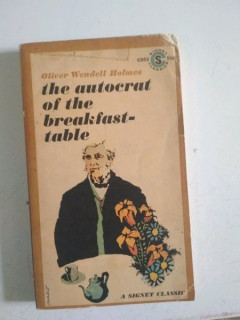 Oliver Wendell Holmes
the autocrat
of the
breakfast-
table
A SIGNET CLASSIC